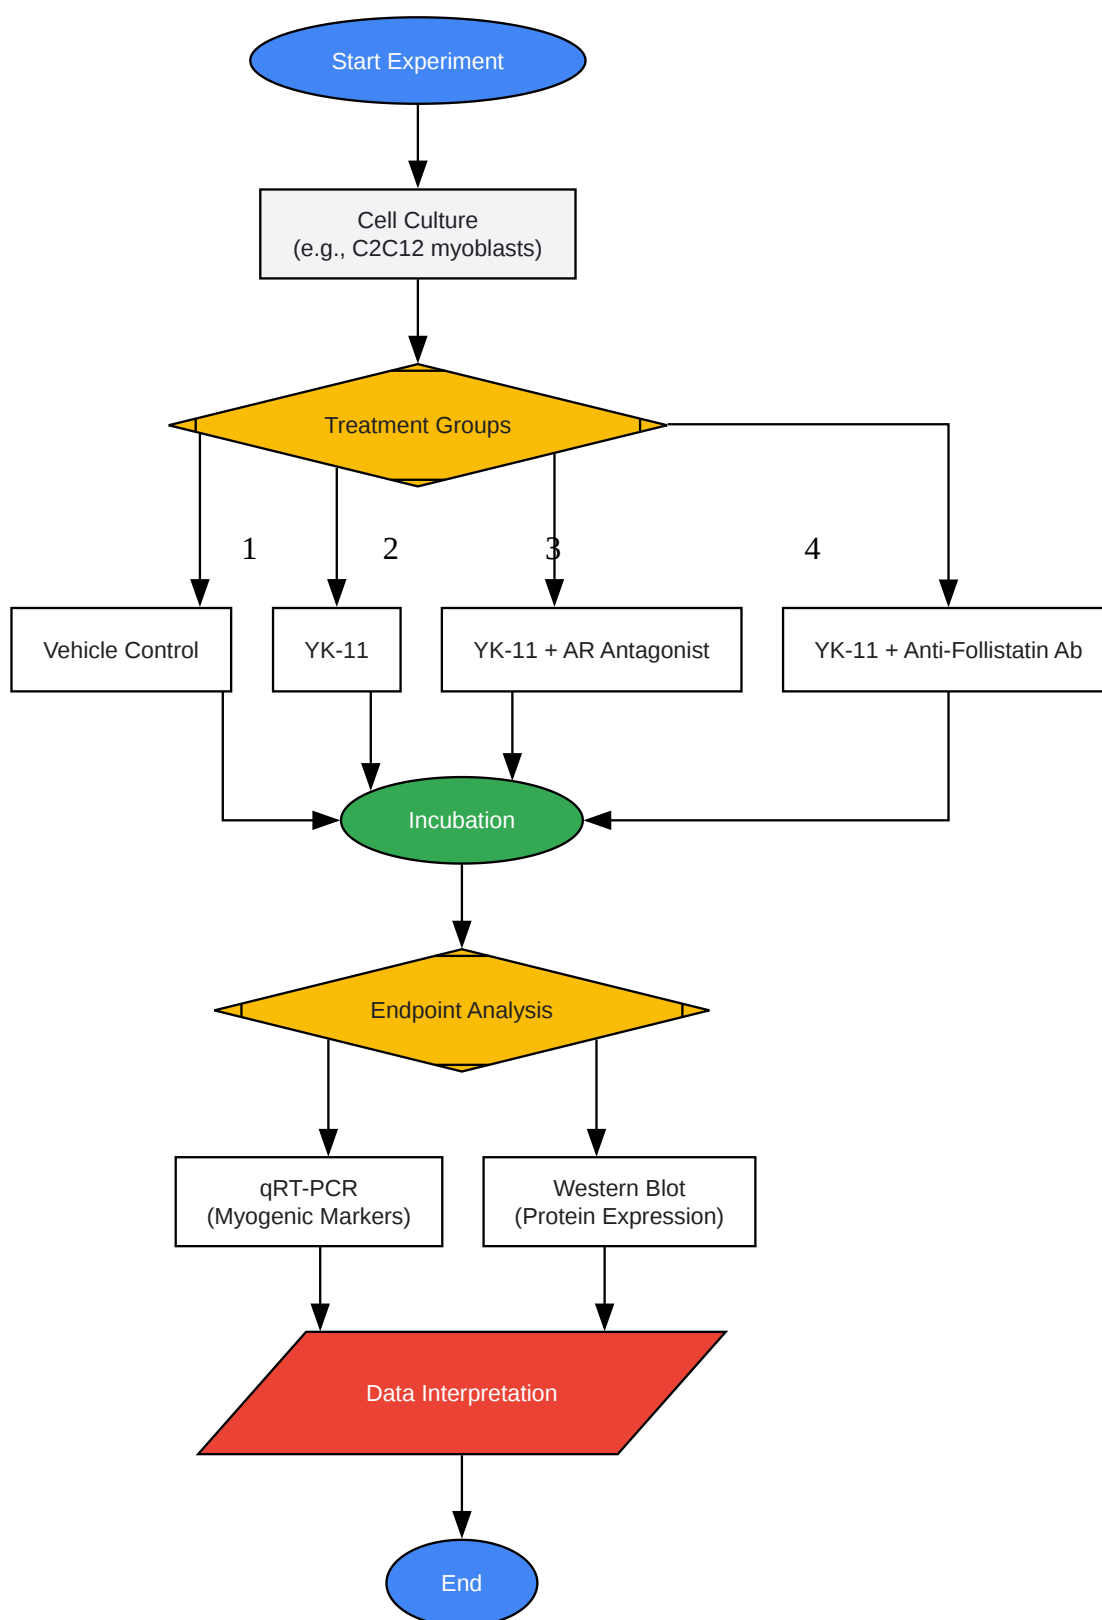 Start Experiment
Cell Culture
(e.g., C2C12 myoblasts)
Treatment Groups
1
2
3
4
Vehicle Control
YK-11
YK-11 + AR Antagonist
YK-11 + Anti-Follistatin Ab
Incubation
Endpoint Analysis
qRT-PCR
(Myogenic Markers)
Western Blot
(Protein Expression)
Data Interpretation
End